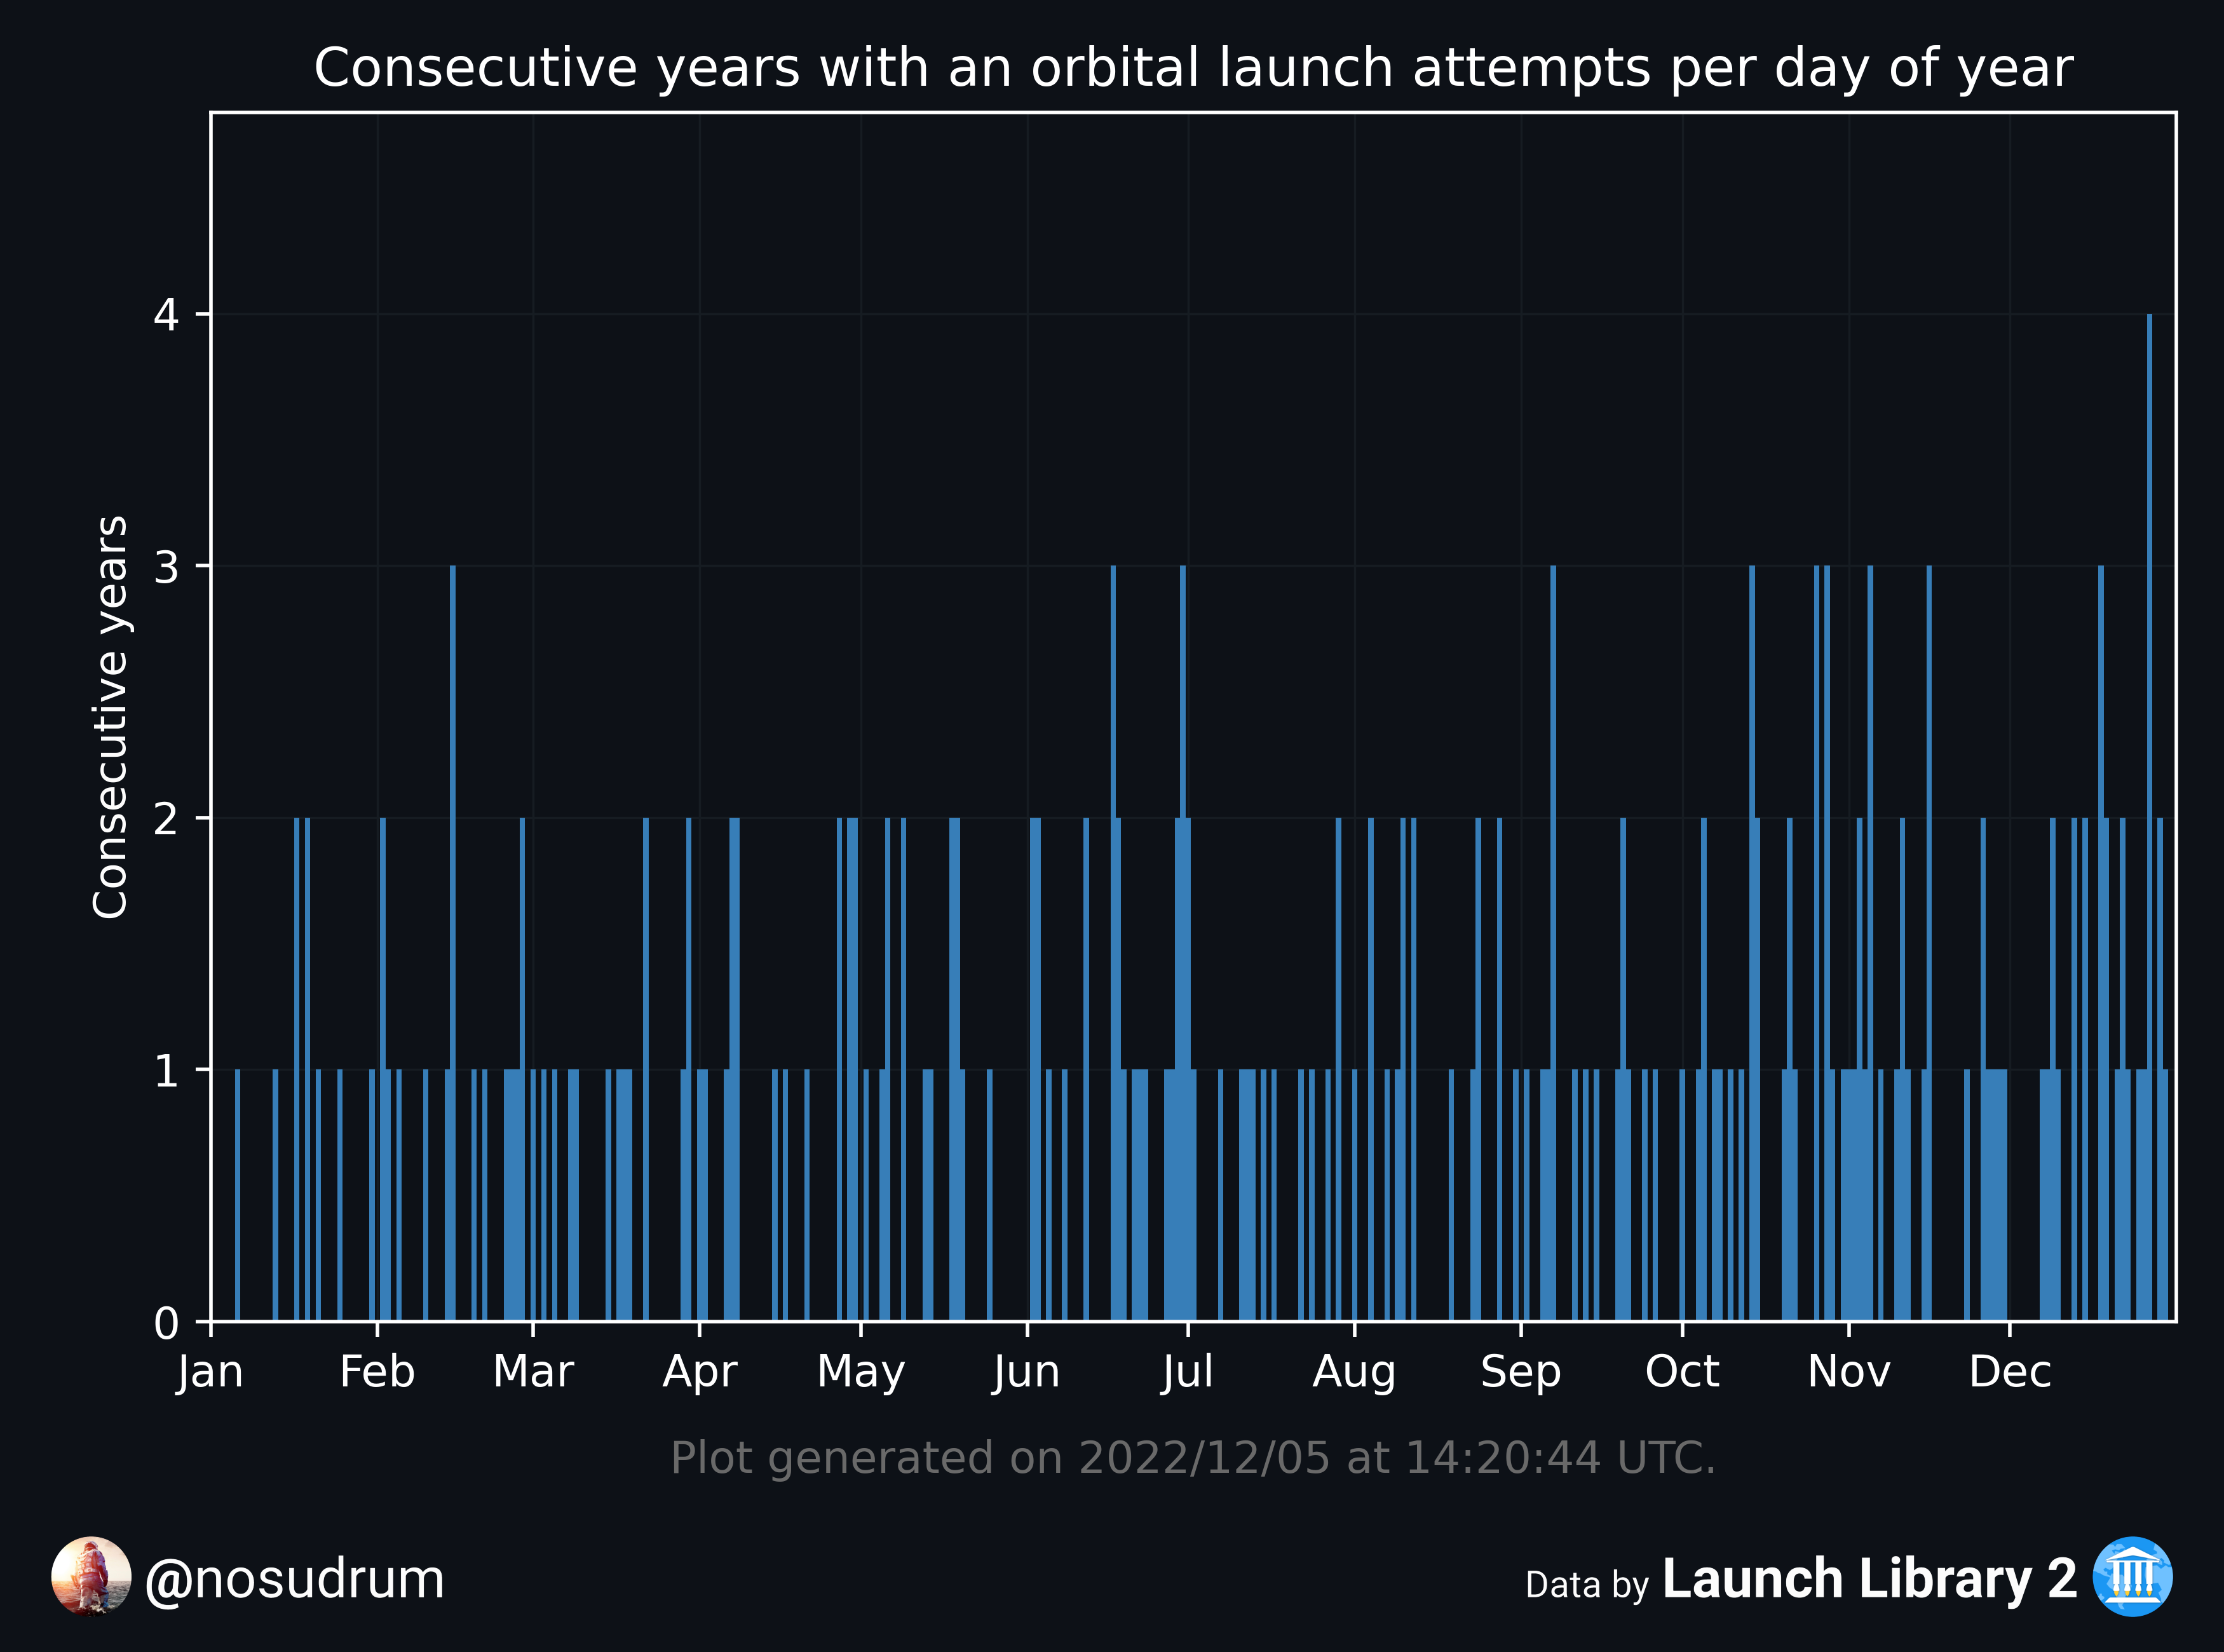 Consecutive years with an orbital launch attempts per day of year
Consecutive years
4
3
2
1
0
Jan Feb Mar Apr May Jun Jul Aug Sep Oct Nov Dec
Plot generated on 2022/12/05 at 14:20:44 UTC.
@nosudrum
Data by Launch Library 2